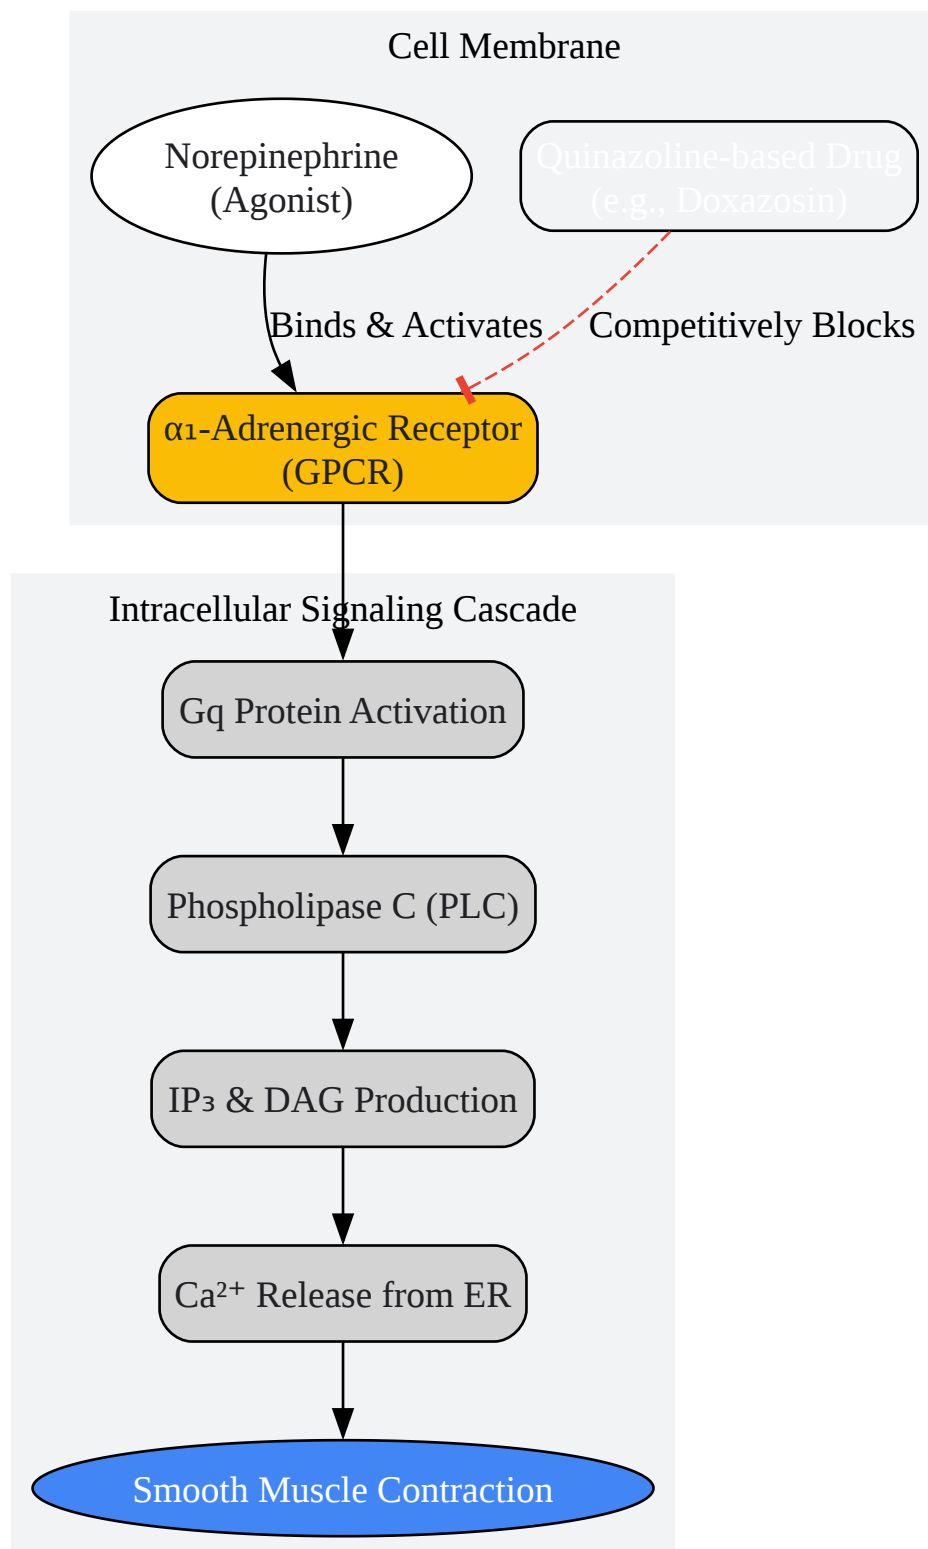 Cell Membrane
Norepinephrine
(Agonist)
Quinazoline-based Drug
(e.g., Doxazosin)
Binds & Activates
Competitively Blocks
α₁-Adrenergic Receptor
(GPCR)
Intracellular Signaling Cascade
Gq Protein Activation
Phospholipase C (PLC)
IP₃ & DAG Production
Ca²⁺ Release from ER
Smooth Muscle Contraction